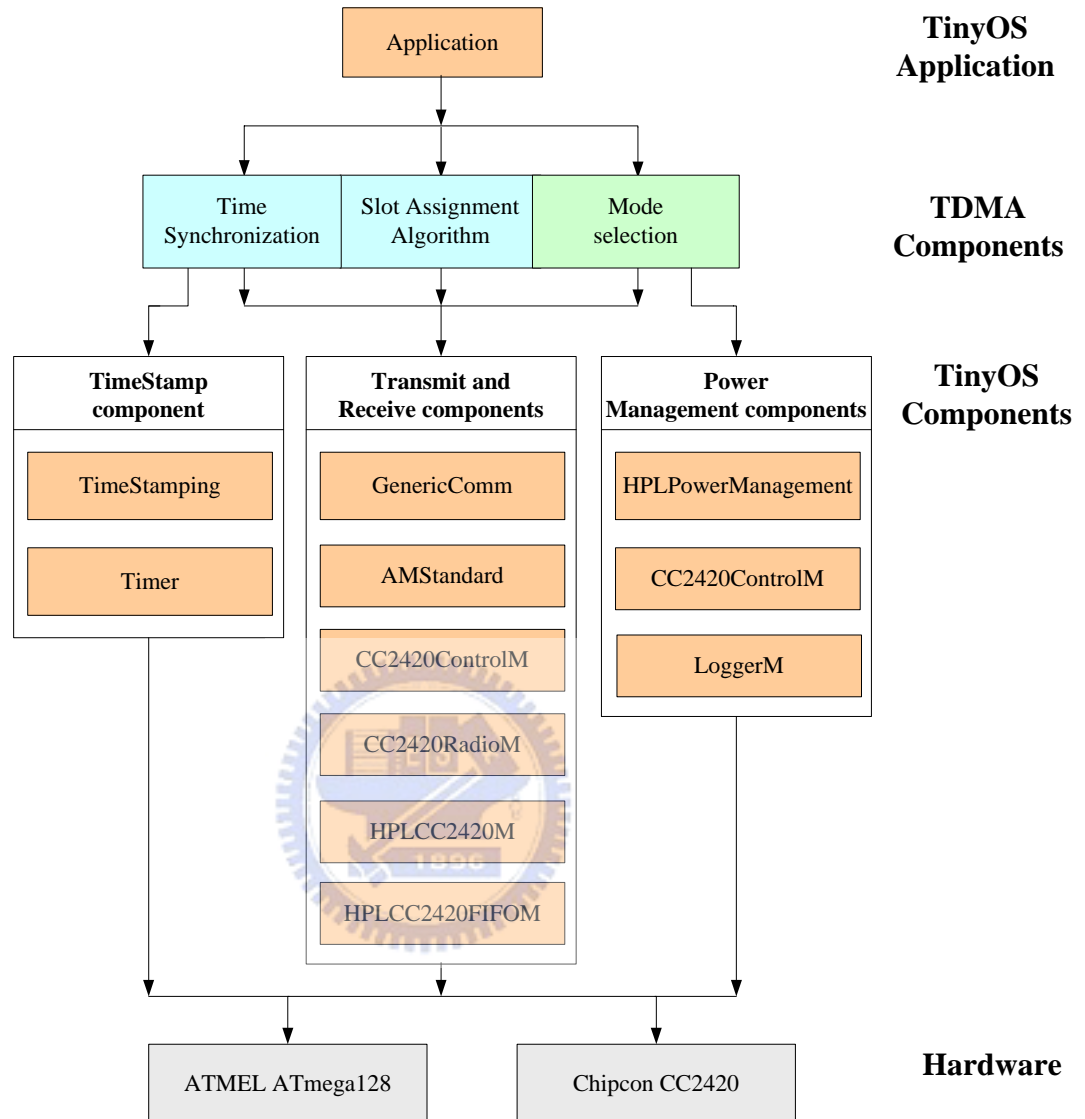 TinyOS
Application
Application
Time
Synchronization
Slot Assignment
Algorithm
Mode
selection
TDMA
Components
TimeStamp
component
Transmit and
Receive components
Power
Management components
TinyOS
Components
TimeStamping
GenericComm
HPLPowerManagement
Timer
AMStandard
CC2420ControlM
CC2420ControlM
LoggerM
CC2420RadioM
HPLCC2420M
1896
HPLCC2420FIFOM
ATMEL ATmega128
Chipcon CC2420
Hardware